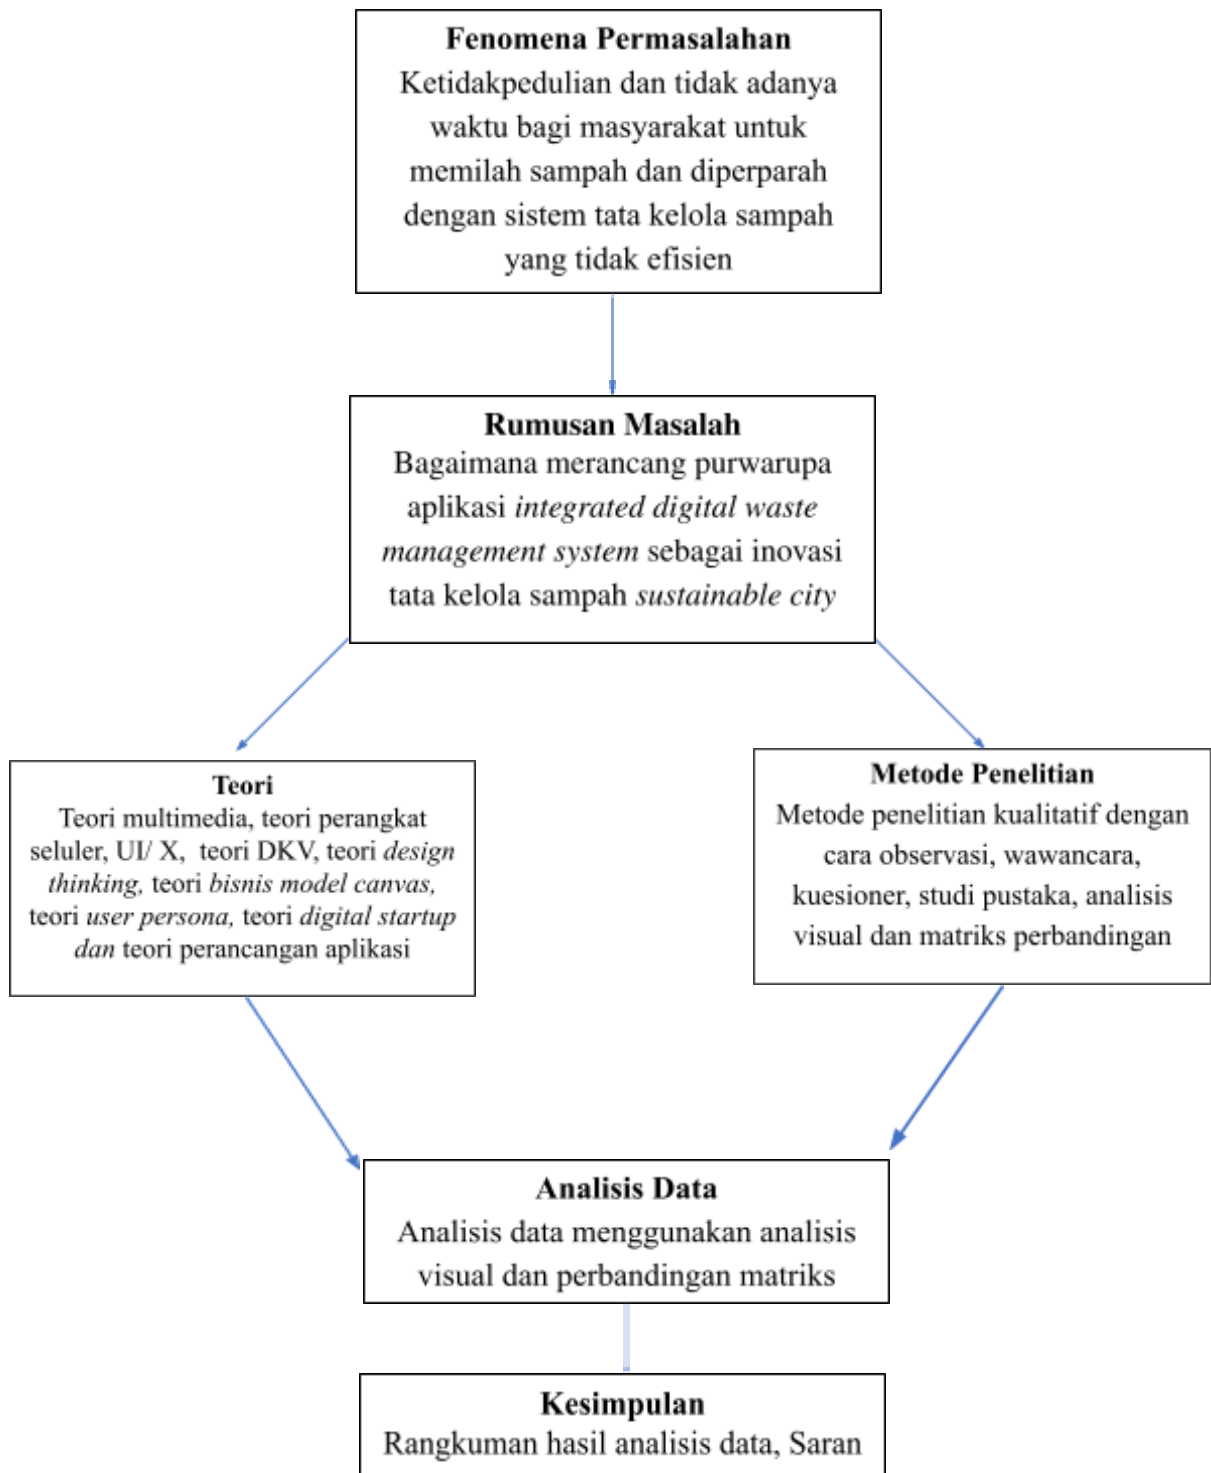 Fenomena Permasalahan
Ketidakpedulian dan tidak adanya
waktu bagi masyarakat untuk
memilah sampah dan diperparah
dengan sistem tata kelola sampah
yang tidak efisien
Rumusan Masalah
Bagaimana merancang purwarupa
aplikasi integrated digital waste
management system sebagai inovasi
tata kelola sampah sustainable city
Teori
Teori multimedia, teori perangkat
seluler, UI/ X, teori DKV, teori design
thinking, teori bisnis model canvas,
teori user persona, teori digital startup
dan teori perancangan aplikasi
Metode Penelitian
Metode penelitian kualitatif dengan
cara observasi, wawancara,
kuesioner, studi pustaka, analisis
visual dan matriks perbandingan
Analisis Data
Analisis data menggunakan analisis
visual dan perbandingan matriks
Kesimpulan
Rangkuman hasil analisis data, Saran